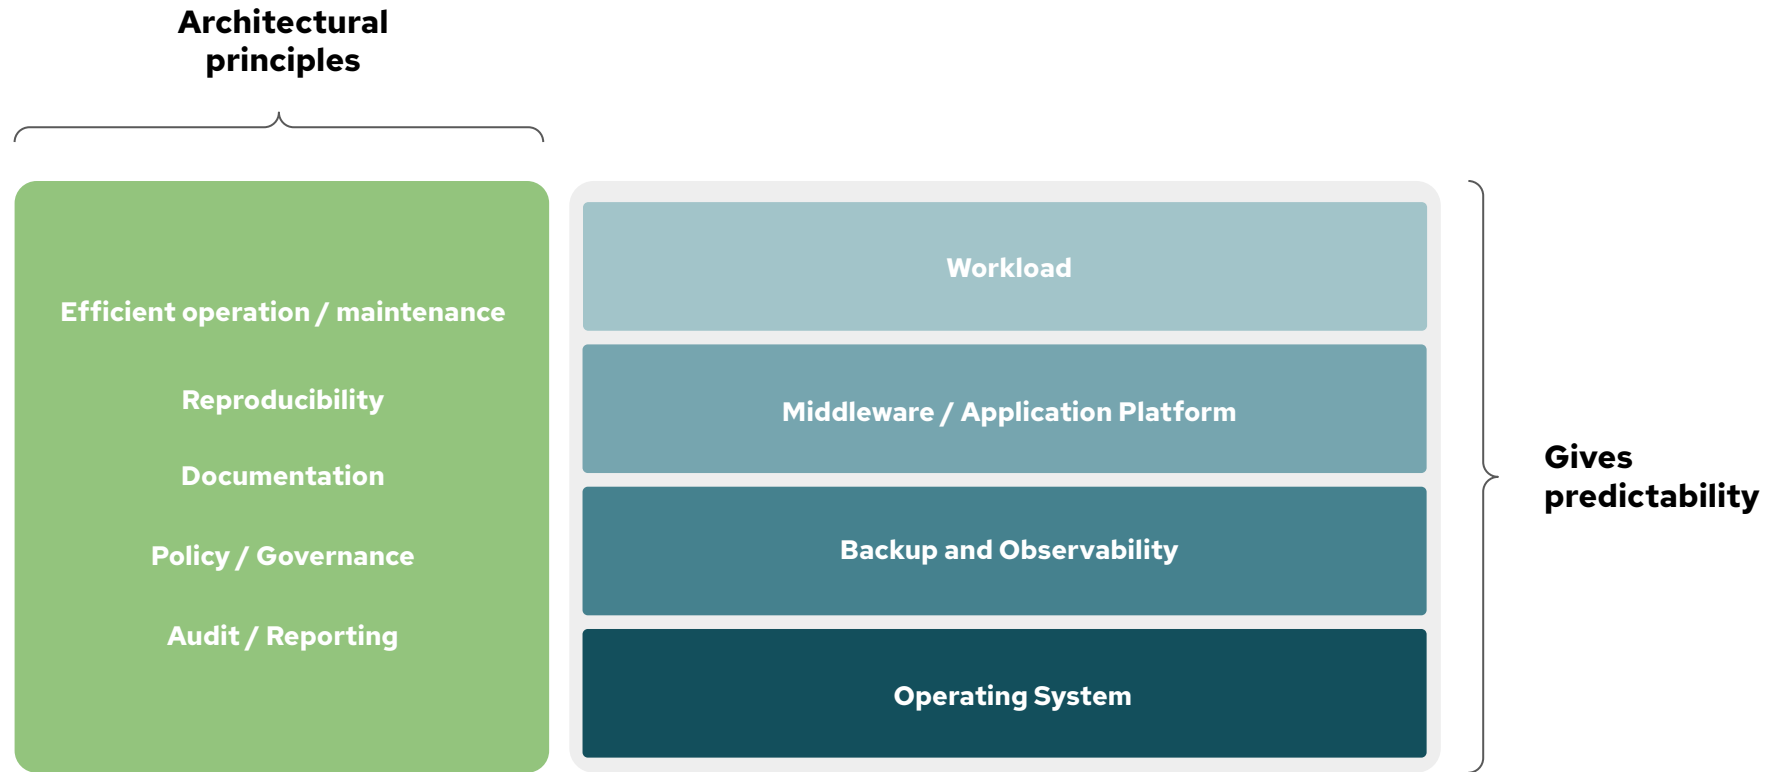 Architectural
principles
Efficient operation / maintenance
Reproducibility
Documentation
Policy / Governance
Audit / Reporting
Workload
Middleware / Application Platform
Backup and Observability
Operating System
Gives
predictability